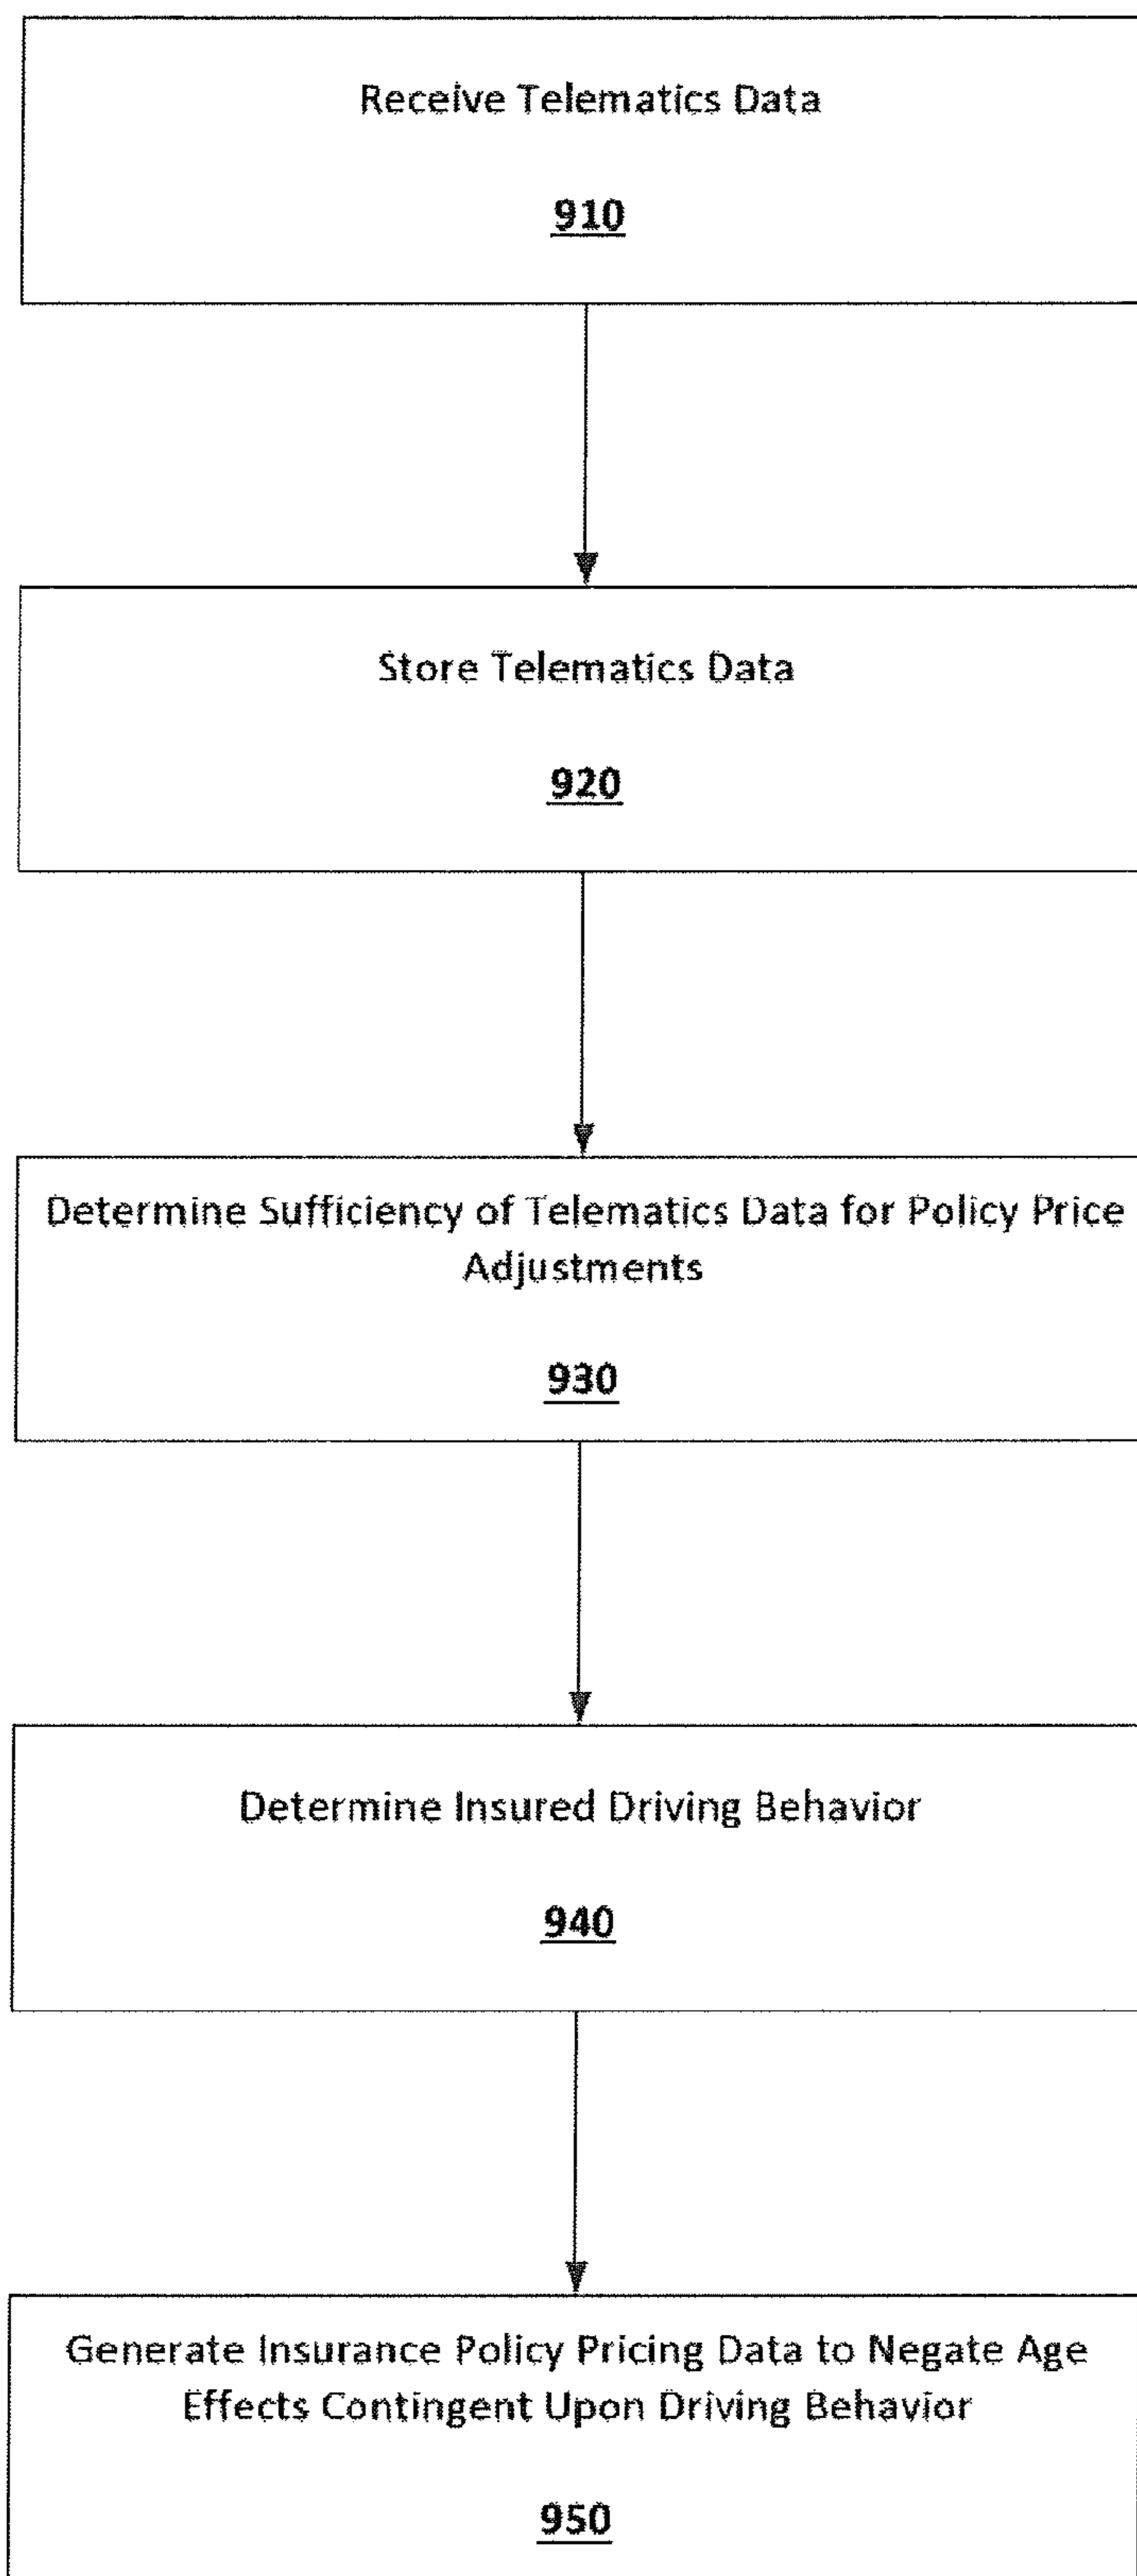 Receive Telematics Data
910
Store Telematics Data
920
Determine Sufficiency of Telematics Data for Policy Price
Adjustments
930
Determine Insured Driving Behavior
940
Generate Insurance Policy Pricing Data to Negate Age
Effects Contingent Upon Driving Behavior
950